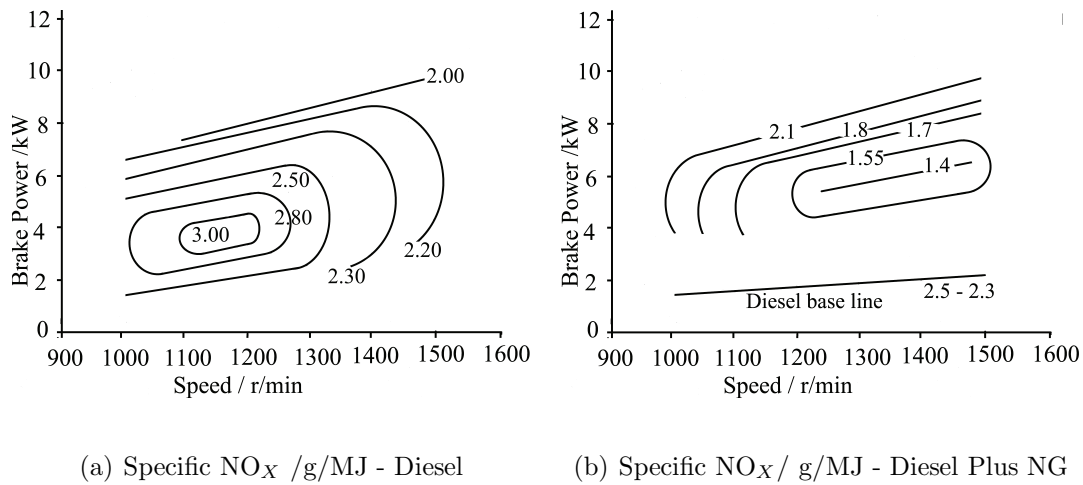 12
10
8
6
4
2
0
Brake Power /kW
2.00
2.50
2.80
3.00
2.20
2.30
900 1000 1100 1200 1300 1400 1500 1600
Speed / r/min
(a) Specific NOX /g/MJ - Diesel
12
10
8
6
4
2
0
Brake Power /kW
2.1
1.8
1.7
1.55
1.4
2.5 - 2.3
Diesel base line
900 1000 1100 1200 1300 1400 1500 1600
Speed / r/min
(b) Specific NOX/ g/MJ - Diesel Plus NG